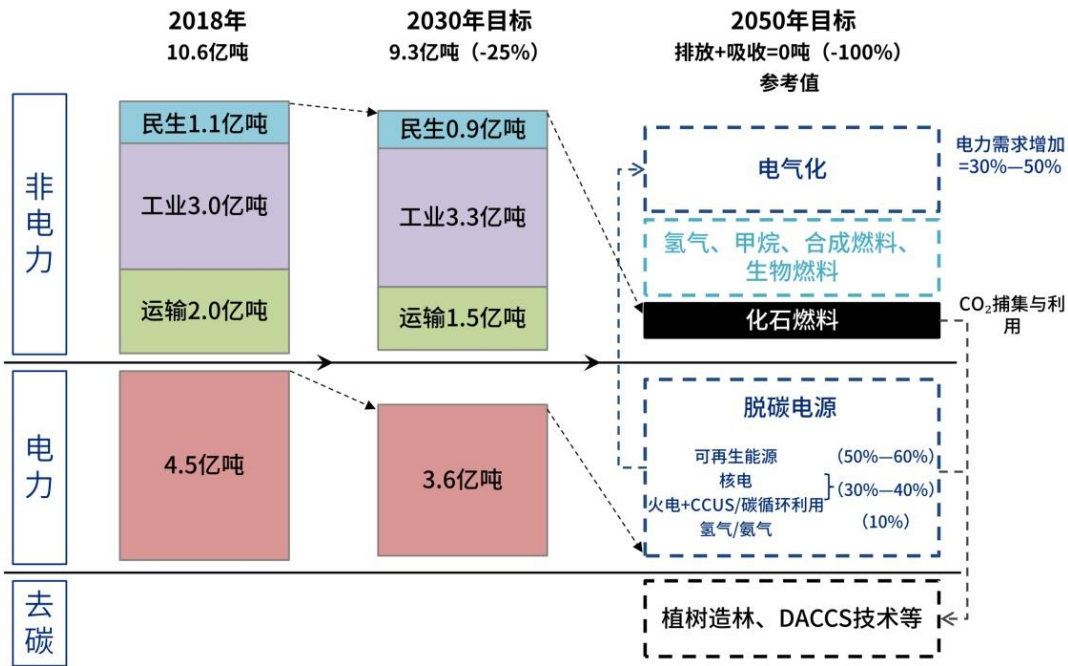 2018年
10.6亿吨
2030年目标
9.3亿吨（-25%）
2050年目标
排放+吸收=0吨（-100%）
参考值
非电力
民生1.1亿吨
工业3.0亿吨
运输2.0亿吨
民生0.9亿吨
工业3.3亿吨
运输1.5亿吨
电气化
电力需求增加
=30%—50%
氢气、甲烷、合成燃料、
生物燃料
化石燃料
CO₂捕集与利
用
电力
4.5亿吨
3.6亿吨
脱碳电源
可再生能源 （50%—60%）
核电
火电+CCUS/碳循环利用 （30%—40%）
氢气/氨气 （10%）
去碳
植树造林、DACCS技术等